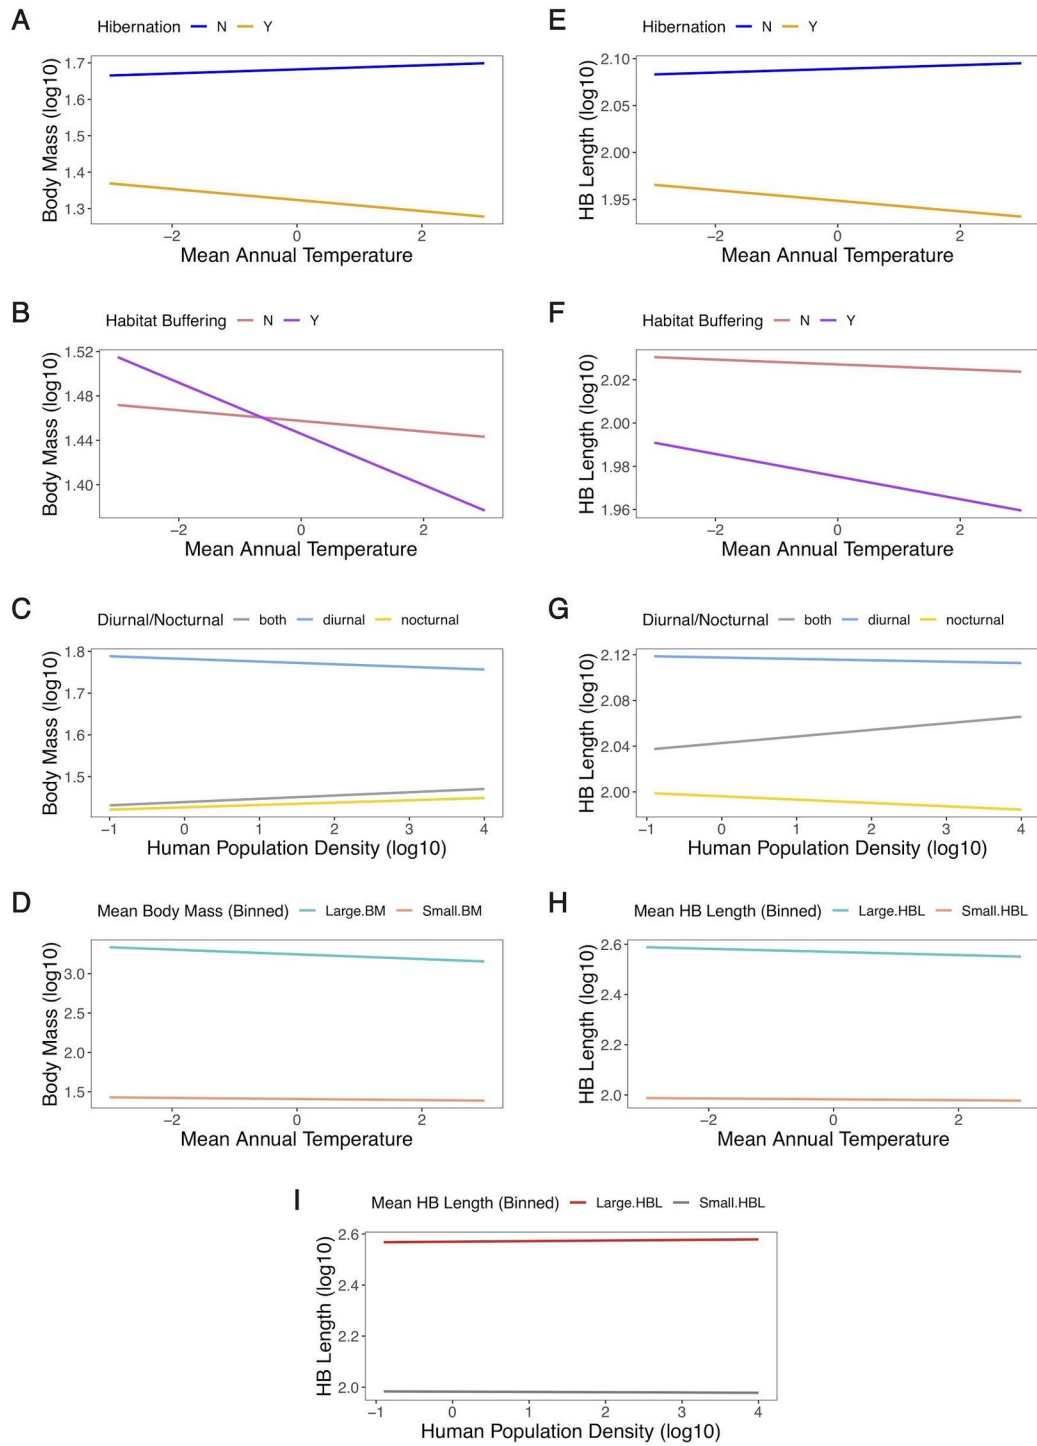 A
Hibernation N Y
Body Mass (log10)
1.7
1.6
1.5
1.4
1.3
−2 0 2
Mean Annual Temperature
E
Hibernation N Y
HB Length (log10)
2.10
2.05
2.00
1.95
−2 0 2
Mean Annual Temperature
B
Habitat Buffering N Y
Body Mass (log10)
1.52
1.48
1.44
1.40
−2 0 2
Mean Annual Temperature
F
Habitat Buffering N Y
HB Length (log10)
2.02
2.00
1.98
1.96
−2 0 2
Mean Annual Temperature
C
Diurnal/Nocturnal both diurnal nocturnal
Body Mass (log10)
1.8
1.7
1.6
1.5
−1 0 1 2 3 4
Human Population Density (log10)
G
Diurnal/Nocturnal both diurnal nocturnal
HB Length (log10)
2.12
2.08
2.04
2.00
−1 0 1 2 3 4
Human Population Density (log10)
D
Mean Body Mass (Binned) Large.BM Small.BM
Body Mass (log10)
3.0
2.5
2.0
1.5
−2 0 2
Mean Annual Temperature
H
Mean HB Length (Binned) Large.HBL Small.HBL
HB Length (log10)
2.6
2.4
2.2
2.0
−2 0 2
Mean Annual Temperature
I
Mean HB Length (Binned) Large.HBL Small.HBL
HB Length (log10)
2.6
2.4
2.2
2.0
−1 0 1 2 3 4
Human Population Density (log10)